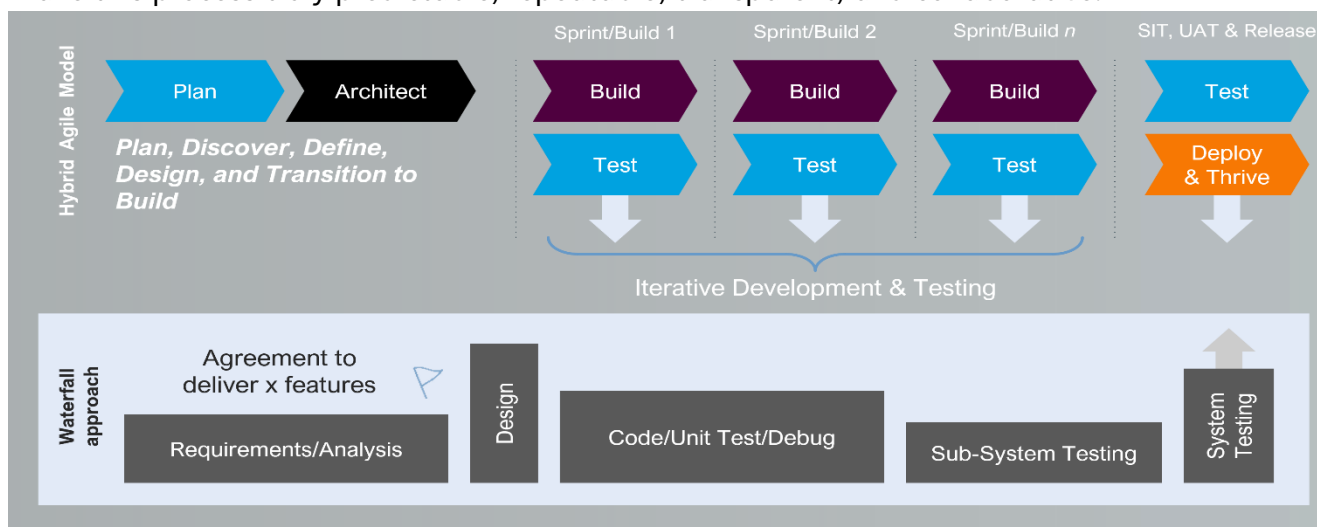 Sprint/Build 1
Sprint/Build 2
Sprint/Build n
SIT, UAT & Release
Hybrid Agile Model
Plan
Architect
Build
Build
Build
Test
Plan, Discover, Define,
Design, and Transition to
Build
Test
Test
Test
Deploy
& Thrive
Iterative Development & Testing
Waterfall
approach
Agreement to
deliver x features
Requirements/Analysis
Design
Code/Unit Test/Debug
Sub-System Testing
System
Testing